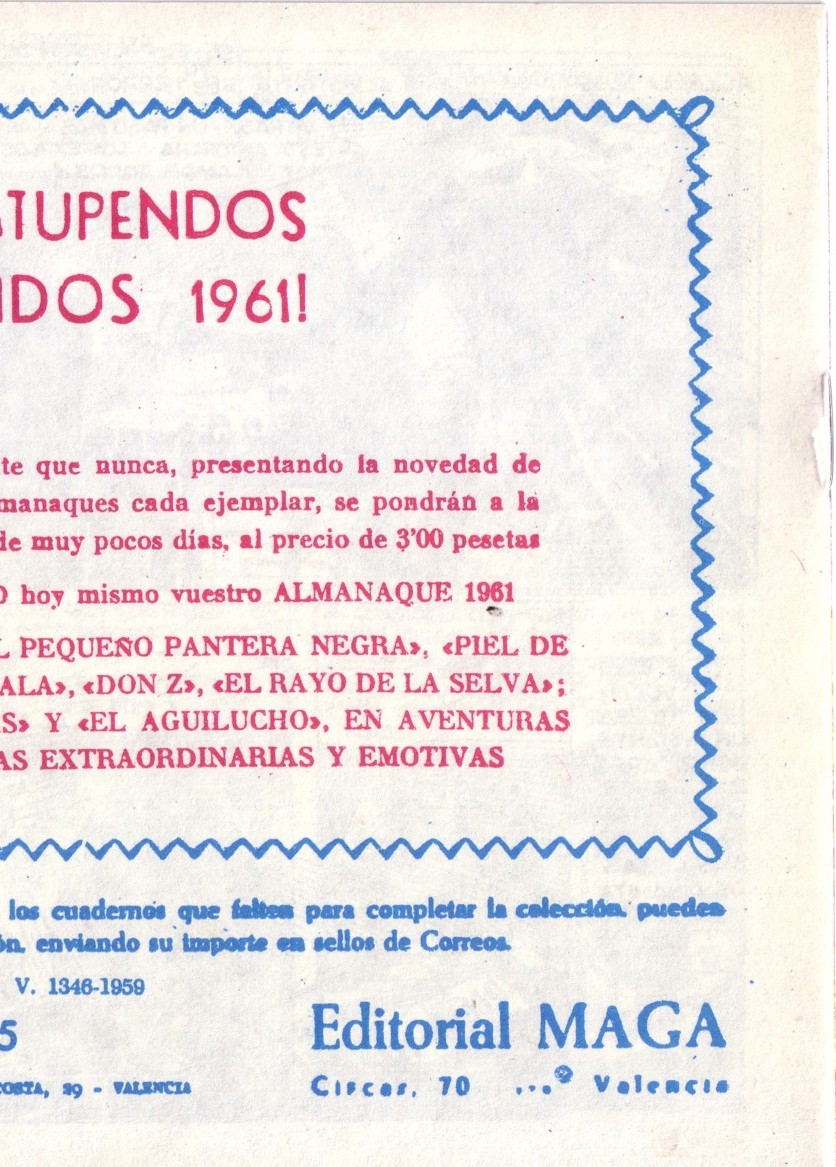 STUPENDOS
IDOS 1961!
te que nunca, presentando la novedad de
manaques cada ejemplar, se pondrán a la
de muy pocos días, al precio de 3'00 pesetas
O hoy mismo vuestro ALMANAQUE 1961
L PEQUEÑO PANTERA NEGRA», «PIEL DE
ALA», «DON Z», «EL RAYO DE LA SELVA»;
S» Y «EL AGUILUCHO», EN AVENTURAS
AS EXTRAORDINARIAS Y EMOTIVAS
los cuadernos que falten para completar la colección, pueden
ón, enviando su importe en sellos de Correos.
V. 1346-1959
5
Editorial MAGA
OSTA, 29 - VALENCIA
Circas, 70 ... Valencia